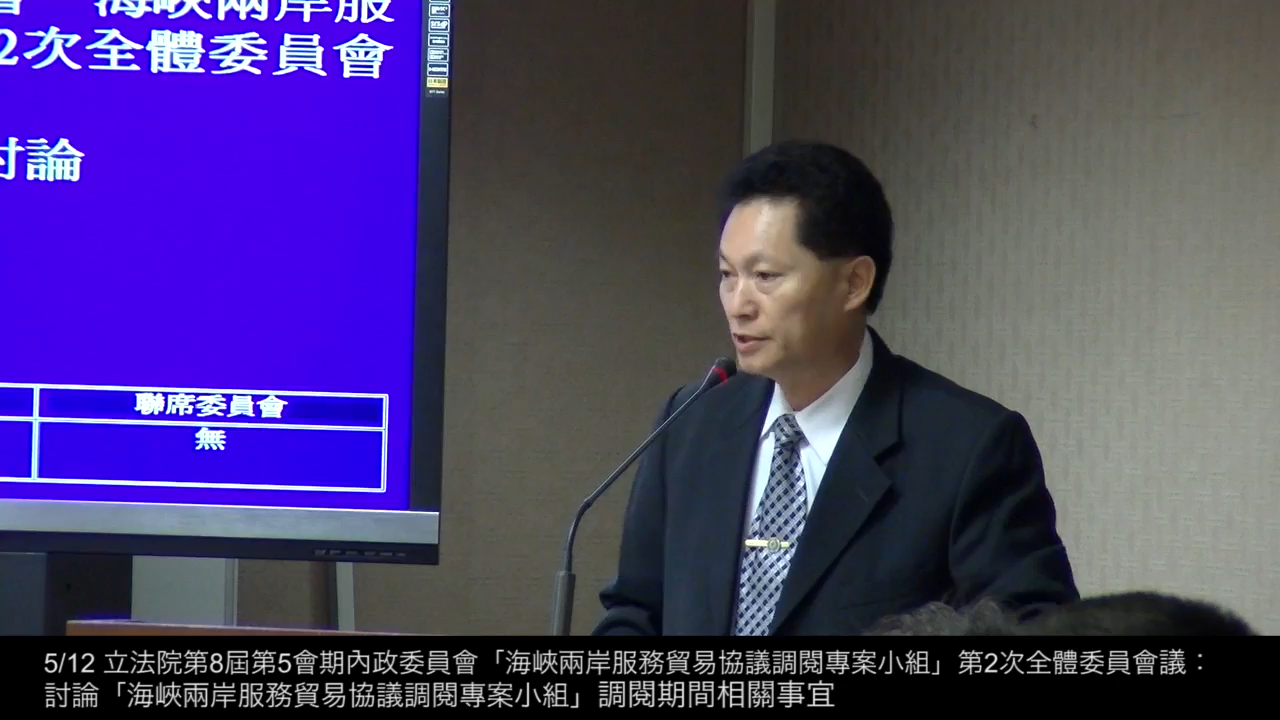 會 海峽兩岸服
2次全體委員會
討論
聯席委員會
無
5/12 立法院第8屆第5會期內政委員會「海峽兩岸服務貿易協議調閱專案小組」第2次全體委員會議：
討論「海峽兩岸服務貿易協議調閱專案小組」調閱期間相關事宜